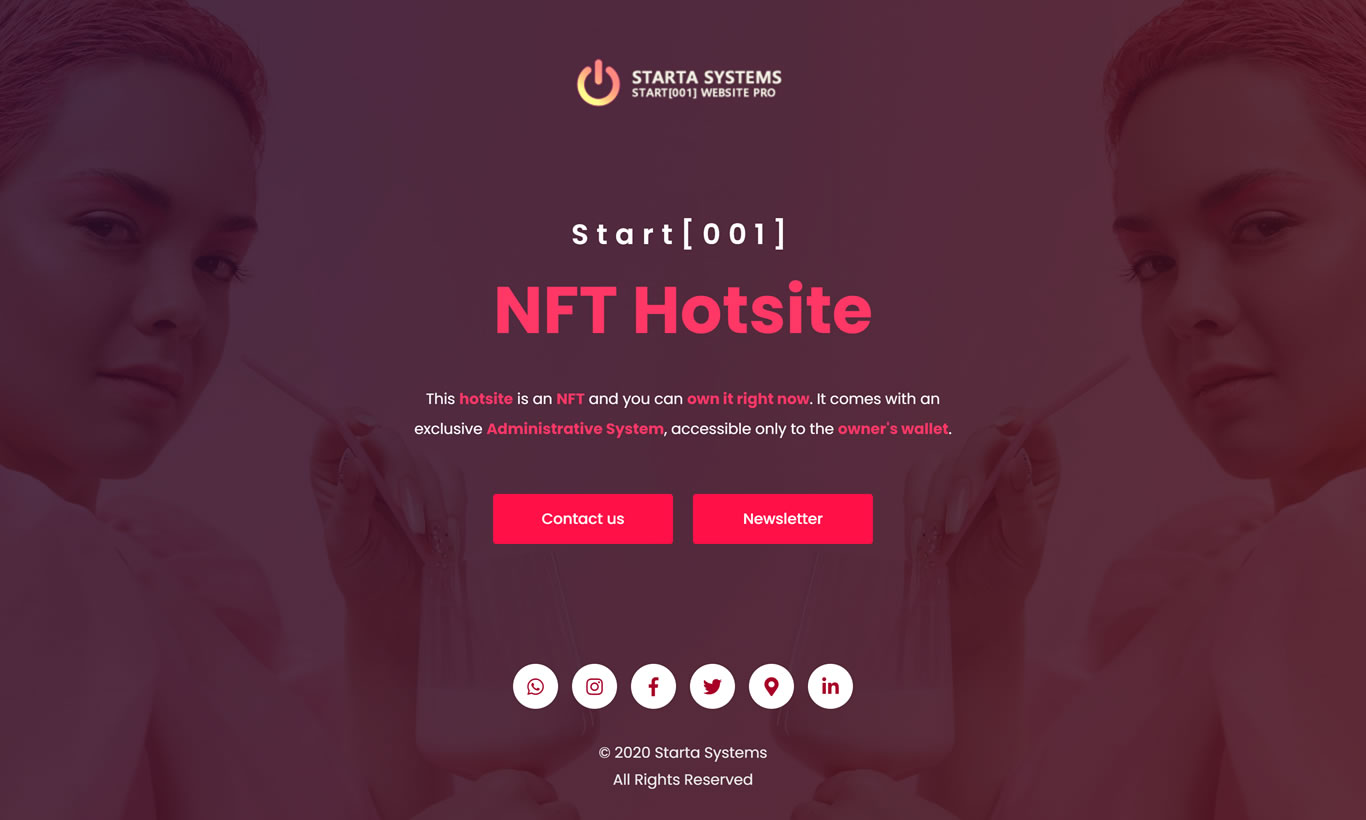 STARTA SYSTEMS
START[001] WEBSITE PRO
Start[001]
NFT Hotsite
This hotsite is an NFT and you can own it right now. It comes with an
exclusive Administrative System, accessible only to the owner's wallet.
Contact us
Newsletter
© 2020 Starta Systems
All Rights Reserved